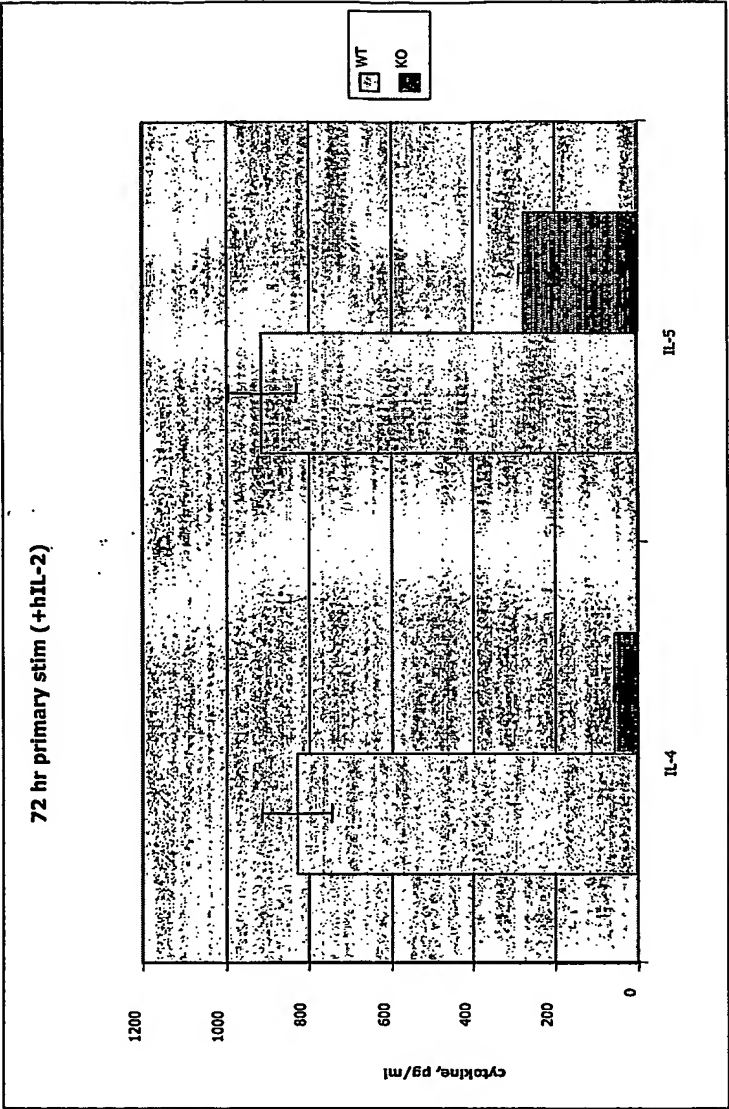 72 hr primary stim (+hIL-2)
cytokine, pg/ml
1200
1000
800
600
400
200
0
IL-4
IL-5
WT
KO